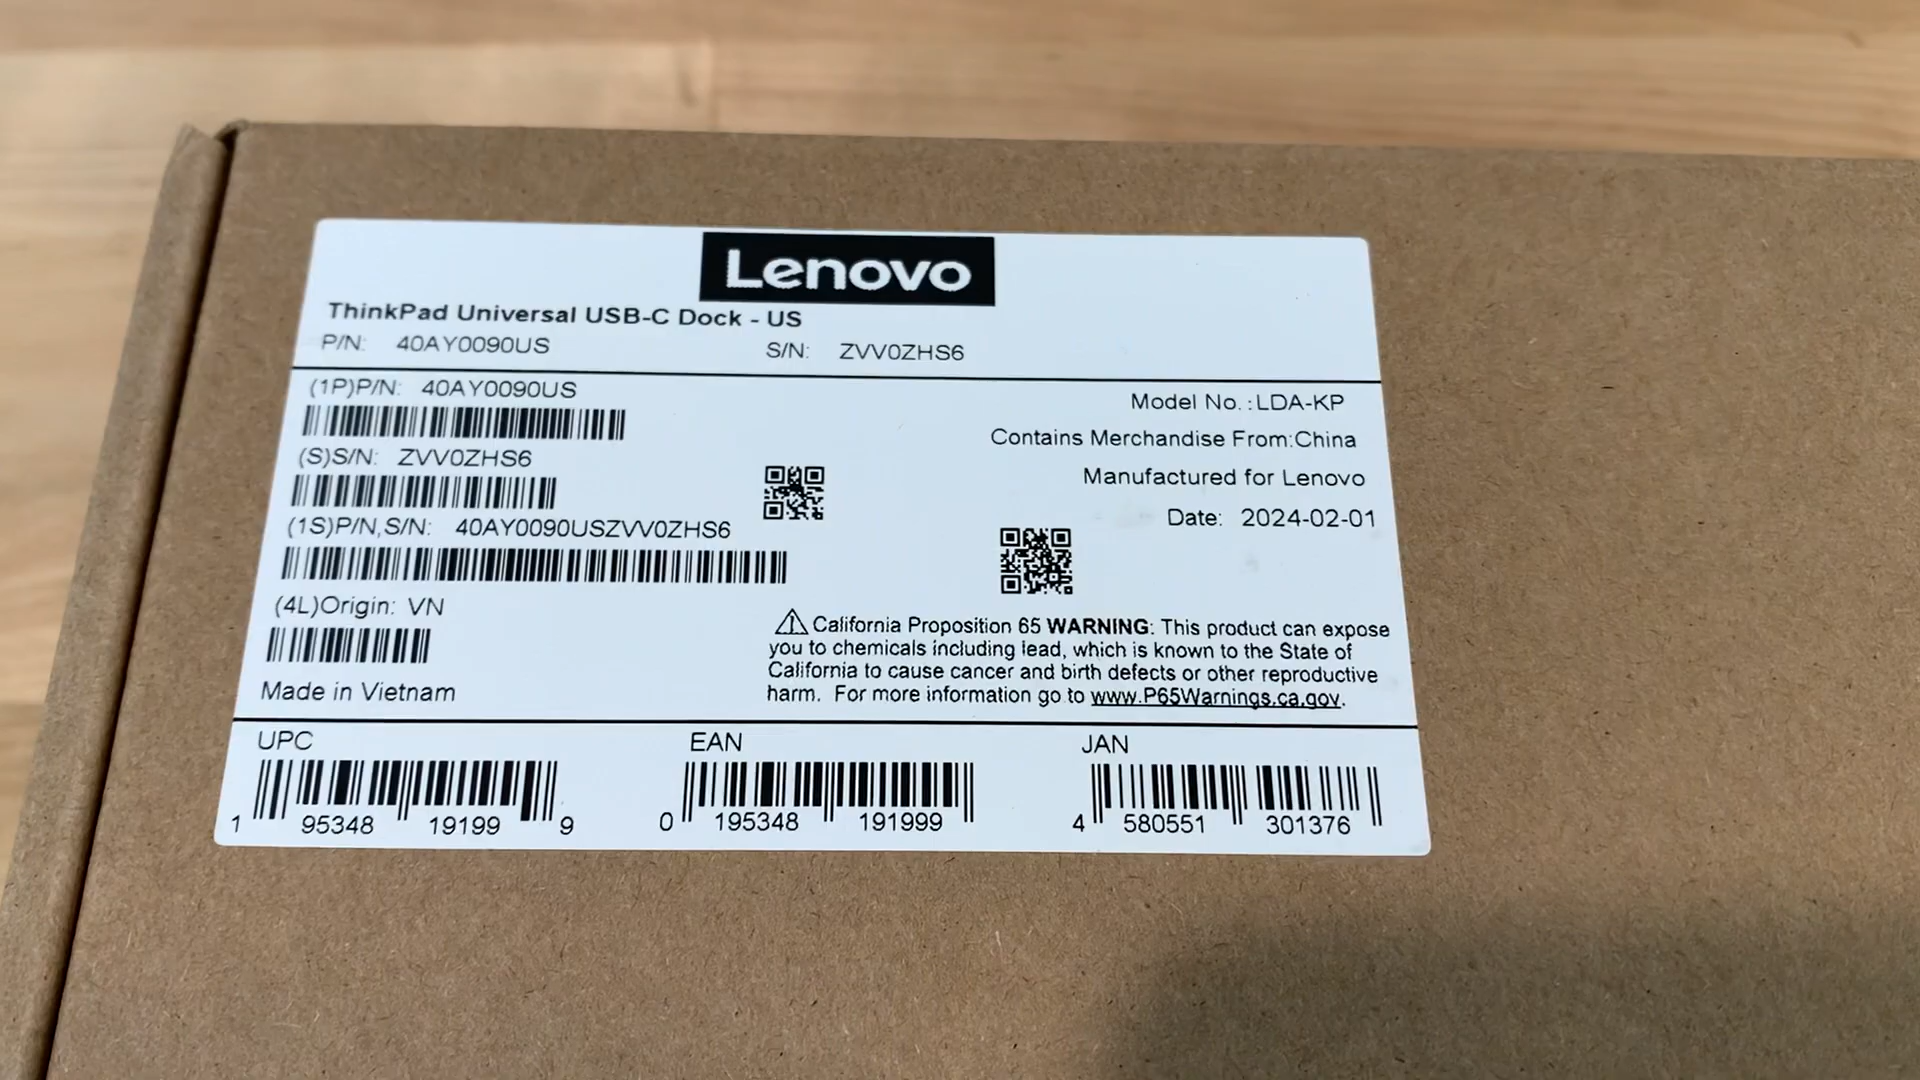 Lenovo
ThinkPad Universal USB-C Dock - US
P/N: 40AY0090US S/N: ZVV0ZHS6
(1P)P/N: 40AY0090US
(S)S/N: ZVV0ZHS6
(1S)P/N,S/N: 40AY0090USZVV0ZHS6
(4L)Origin: VN
Made in Vietnam
Model No.:LDA-KP
Contains Merchandise From:China
Manufactured for Lenovo
Date: 2024-02-01
⚠ California Proposition 65 WARNING: This product can expose
you to chemicals including lead, which is known to the State of
California to cause cancer and birth defects or other reproductive
harm. For more information go to www.P65Warnings.ca.gov.
UPC
1 95348 19199 9
EAN
0 195348 191999
JAN
4 580551 301376